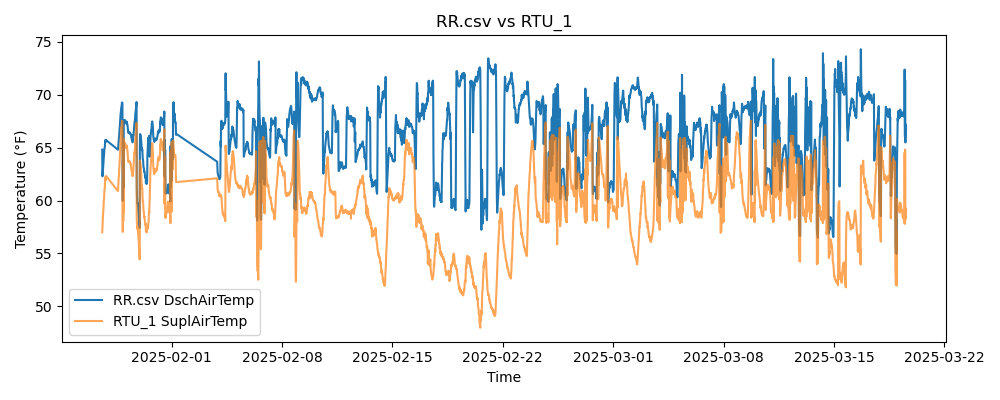 RR.csv vs RTU_1
Temperature (°F)
75
70
65
60
55
50
RR.csv DschAirTemp
RTU_1 SuplAirTemp
2025-02-01
2025-02-08
2025-02-15
2025-02-22
2025-03-01
2025-03-08
2025-03-15
2025-03-22
Time